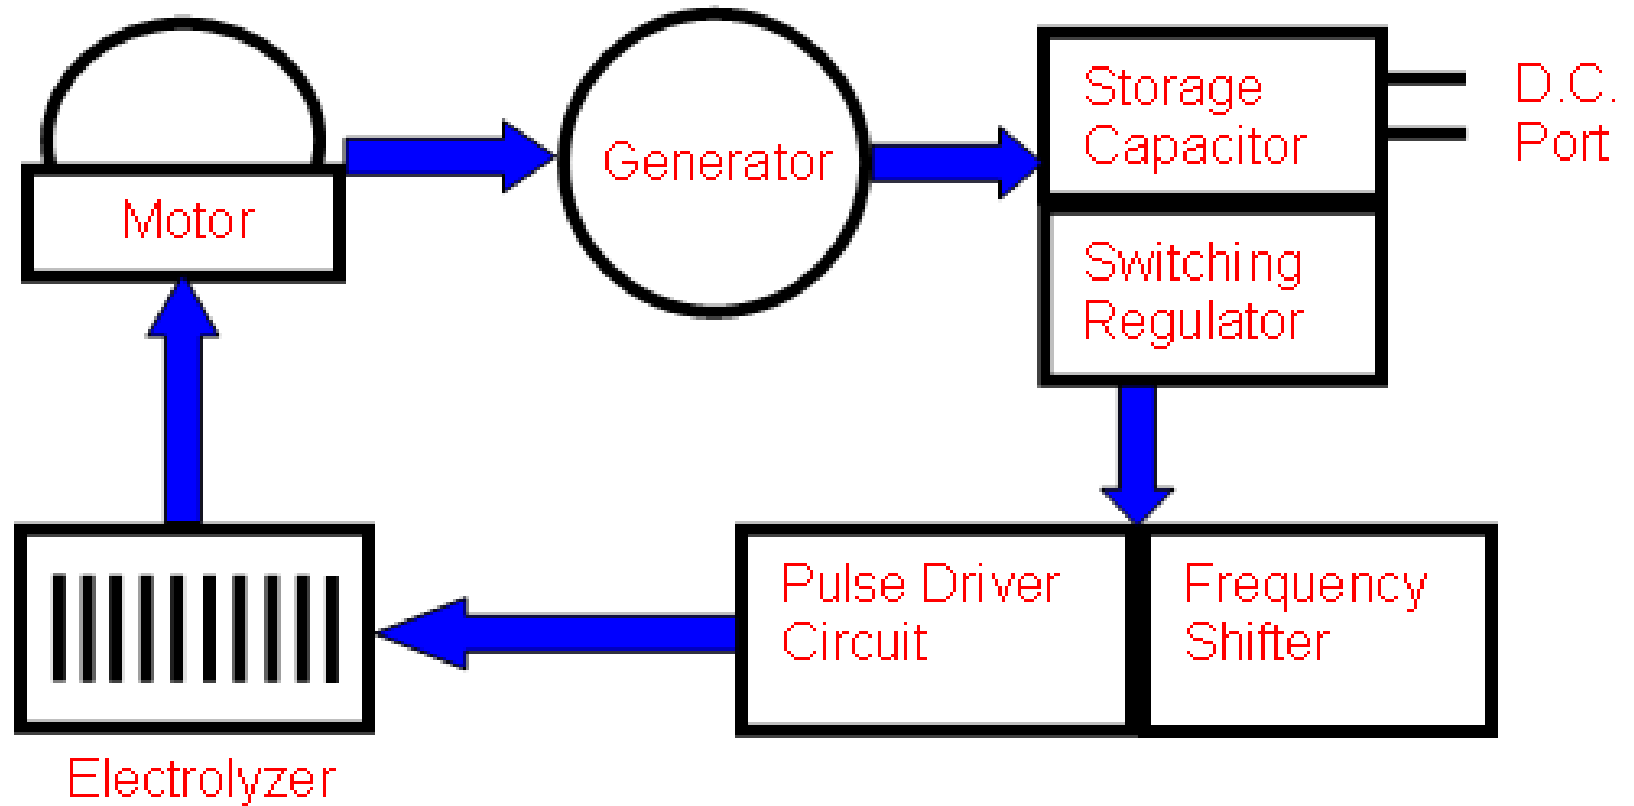 Motor
Generator
Storage
Capacitor
D.C.
Port
Switching
Regulator
Pulse Driver
Circuit
Frequency
Shifter
Electrolyzer